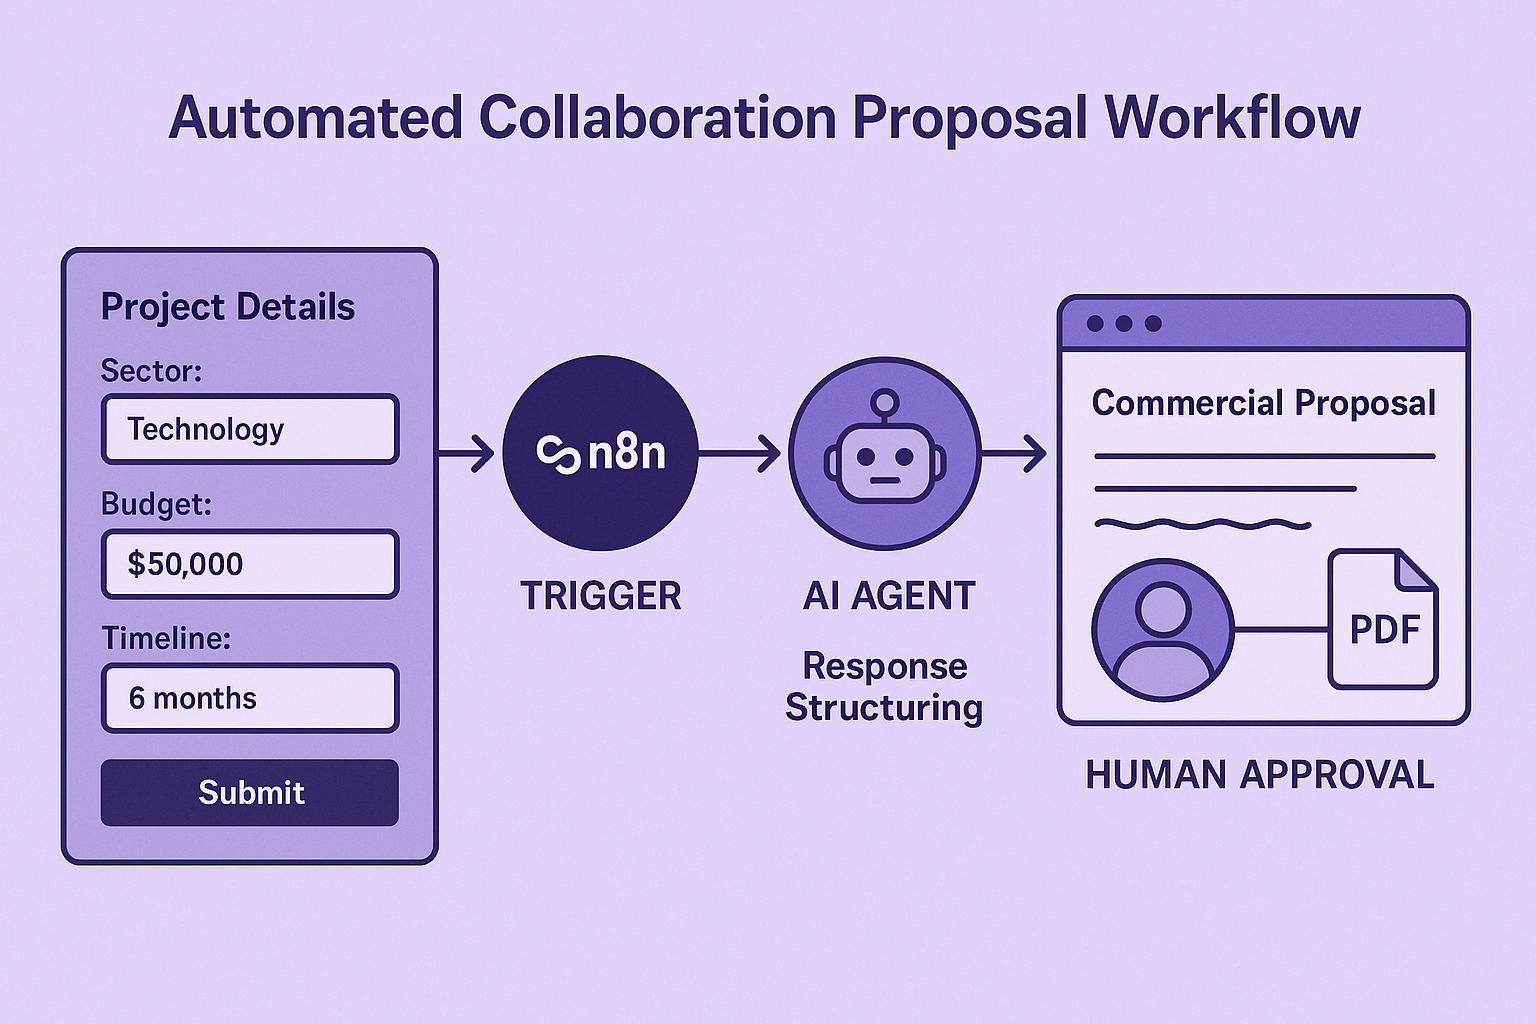 Automated Collaboration Proposal Workflow
Project Details
Sector:
Technology
Budget:
$50,000
Timeline:
6 months
Submit
n8n
TRIGGER
AI AGENT
Response
Structuring
Commercial Proposal
PDF
HUMAN APPROVAL